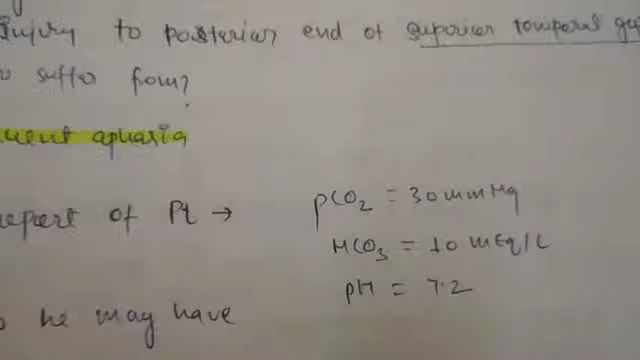 Injury to posterior end of superior temporal
suffer from?
uent aphasia
report of Pt →
pCO2 = 30 mmHg
HCO3 = 10 mEq/L
pH = 7.2
he may have